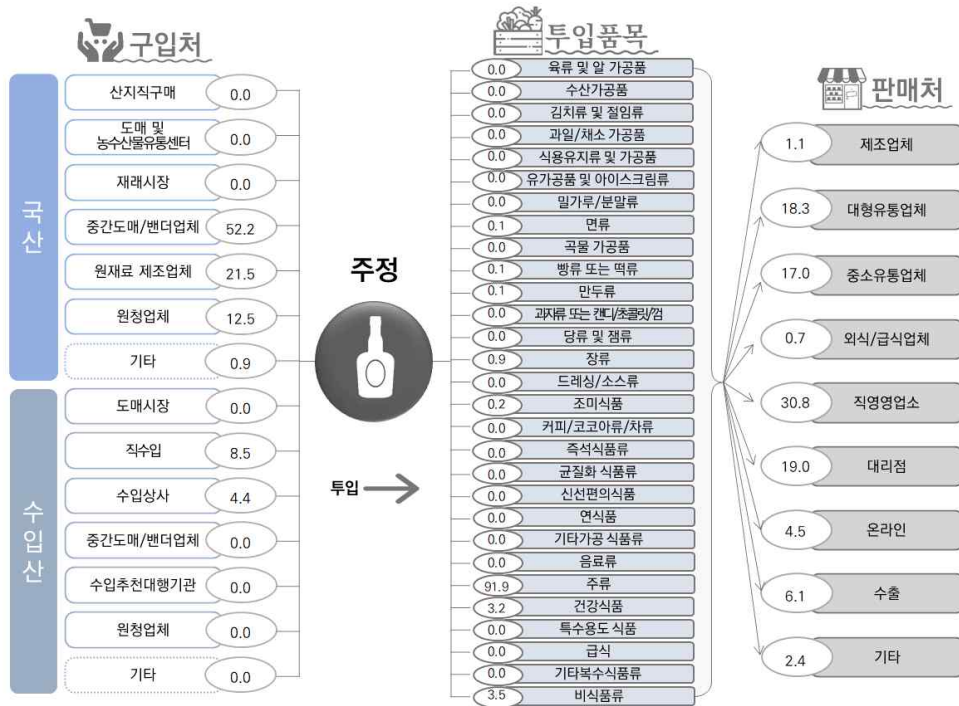 구입처
국산
산지직구매 0.0
도매 및
농수산물유통센터 0.0
재래시장 0.0
중간도매/밴더업체 52.2
원재료 제조업체 21.5
원청업체 12.5
기타 0.9
수입산
도매시장 0.0
직수입 8.5
수입상사 4.4
중간도매/밴더업체 0.0
수입추천대행기관 0.0
원청업체 0.0
기타 0.0
주정
투입
투입품목
0.0 육류 및 알 가공품
0.0 수산가공품
0.0 김치류 및 절임류
0.0 과일/채소 가공품
0.0 식용유지류 및 가공품
0.0 유가공품 및 아이스크림류
0.0 밀가루/분말류
0.1 면류
0.0 곡물 가공품
0.1 빵류 또는 떡류
0.1 만두류
0.0 과자류 또는 캔디/초콜릿/껌
0.0 당류 및 잼류
0.9 장류
0.0 드레싱/소스류
0.2 조미식품
0.0 커피/코코아류/차류
0.0 즉석식품류
0.0 균질화 식품류
0.0 신선편의식품
0.0 연식품
0.0 기타가공 식품류
0.0 음료류
91.9 주류
3.2 건강식품
0.0 특수용도 식품
0.0 급식
0.0 기타복수식품류
3.5 비식품류
판매처
1.1 제조업체
18.3 대형유통업체
17.0 중소유통업체
0.7 외식/급식업체
30.8 직영영업소
19.0 대리점
4.5 온라인
6.1 수출
2.4 기타